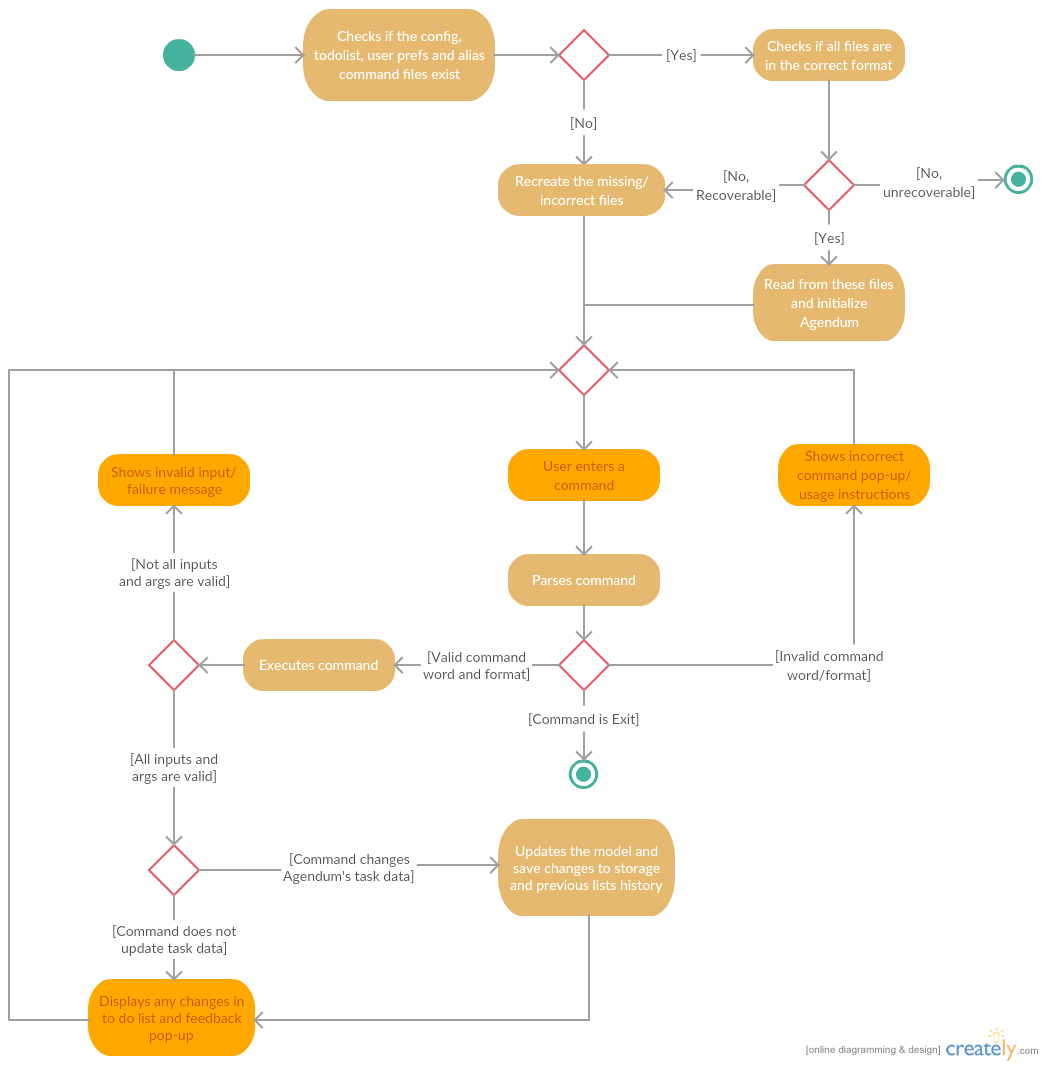 Checks if the config,
todolist, user prefs and alias
command files exist
[Yes]
Checks if all files are
in the correct format
[No]
Recreate the missing/
incorrect files
[No,
Recoverable]
[No,
unrecoverable]
[Yes]
Read from these files
and initialize
Agendum
Shows invalid input/
failure message
User enters a
command
Shows incorrect
command pop-up/
usage instructions
[Not all inputs
and args are valid]
Parses command
Executes command
[Valid command
word and format]
[Invalid command
word/format]
[Command is Exit]
[All inputs and
args are valid]
[Command changes
Agendum's task data]
Updates the model and
save changes to storage
and previous lists history
[Command does not
update task data]
Displays any changes in
to do list and feedback
pop-up
[online diagramming & design] creately.com